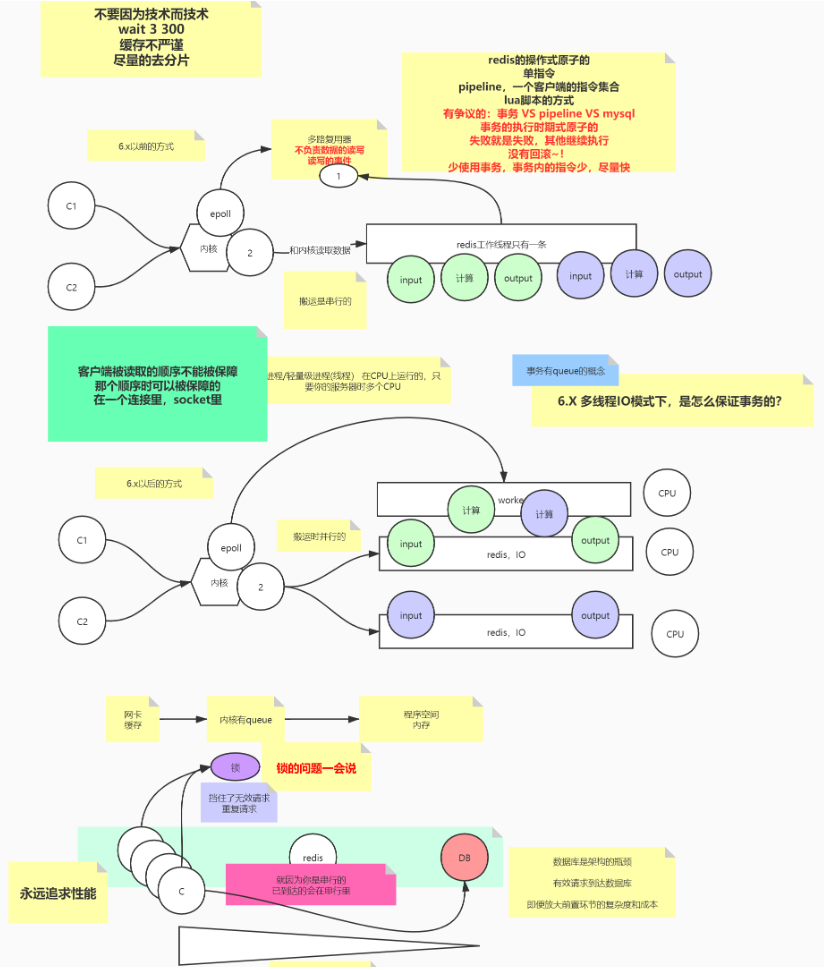 不要因为技术而技术
wait 3 300
缓存不严谨
尽量的去分片
redis的操作式原子的
单指令
pipeline，一个客户端的指令集合
lua脚本的方式
有争议的：事务 VS pipeline VS mysql
事务的执行时期式原子的
失败就是失败，其他继续执行
没有回滚~！
少使用事务，事务内的指令少，尽量快
6.x以前的方式
多路复用器
不负责数据的读写
读写的事件
1
C1
epoll
内核
2
和内核读取数据
redis工作线程只有一条
C2
input
计算
output
input
计算
output
搬运是串行的
客户端被读取的顺序不能被保障
那个顺序时可以被保障的
在一个连接里，socket里
进程/轻量级进程(线程） 在CPU上运行的，只
要你的服务器时多个CPU
事务有queue的概念
6.X 多线程IO模式下，是怎么保证事务的？
6.x以后的方式
worke
计算
计算
CPU
C1
epoll
搬运时并行的
input
redis，IO
output
CPU
内核
2
C2
input
redis，IO
output
CPU
网卡
缓存
内核有queue
程序空间
内存
锁
锁的问题一会说
挡住了无效请求
重复请求
redis
DB
C
就因为你是串行的
已到达的会在串行里
永远追求性能
数据库是架构的瓶颈
有效请求到达数据库
即便放大前置环节的复杂度和成本